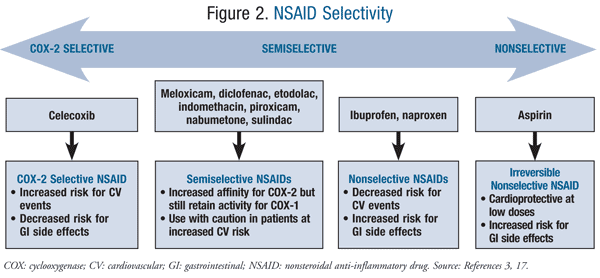 Figure 2. NSAID Selectivity
COX-2 SELECTIVE
SEMISELECTIVE
NONSELECTIVE
Celecoxib
Meloxicam, diclofenac, etodolac,
indomethacin, piroxicam,
nabumetone, sulindac
Ibuprofen, naproxen
Aspirin
COX-2 Selective NSAID
• Increased risk for CV
events
• Decreased risk for
GI side effects
Semiselective NSAIDs
• Increased affinity for COX-2 but
still retain activity for COX-1
• Use with caution in patients at
increased CV risk
Nonselective NSAIDs
• Decreased risk for
CV events
• Increased risk for
GI side effects
Irreversible
Nonselective NSAID
• Cardioprotective at
low doses
• Increased risk for
GI side effects
COX: cyclooxygenase; CV: cardiovascular; GI: gastrointestinal; NSAID: nonsteroidal anti-inflammatory drug. Source: References 3, 17.